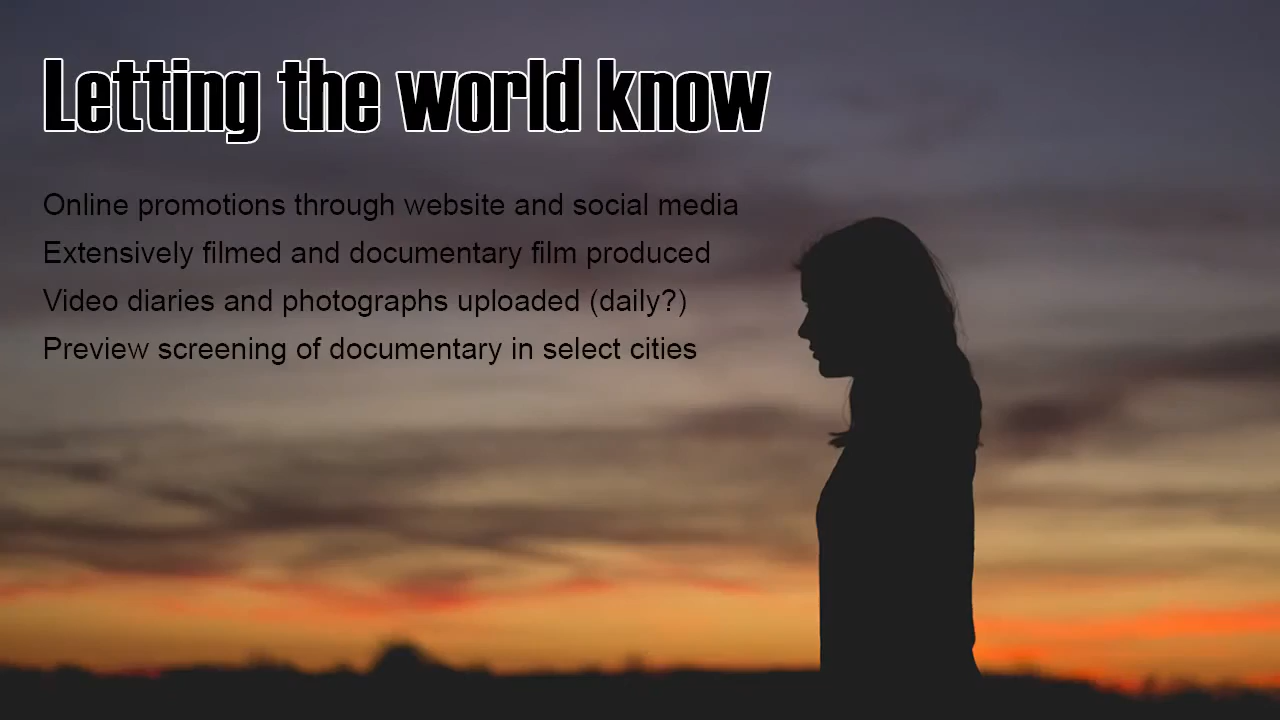 Letting the world know
Online promotions through website and social media
Extensively filmed and documentary film produced
Video diaries and photographs uploaded (daily?)
Preview screening of documentary in select cities